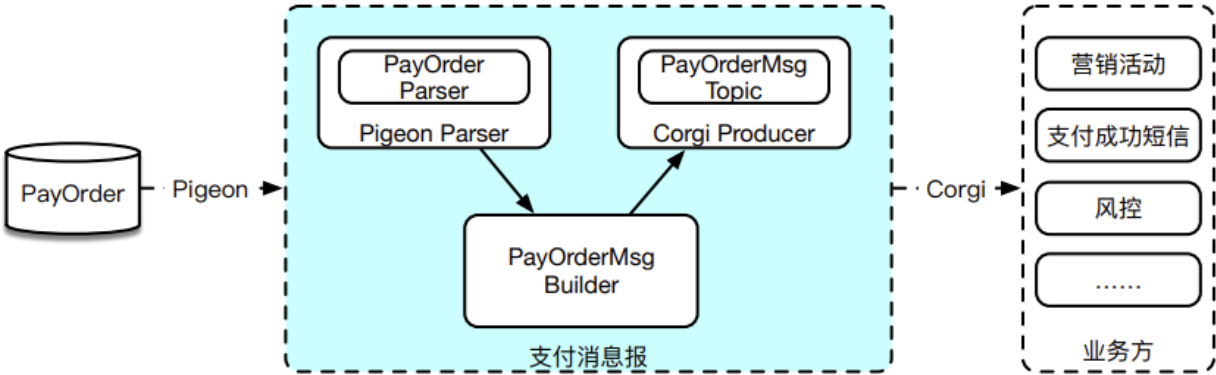 PayOrder
Pigeon
PayOrder
Parser
Pigeon Parser
PayOrderMsg
Topic
Corgi Producer
PayOrderMsg
Builder
支付消息报
Corgi
营销活动
支付成功短信
风控
……
业务方